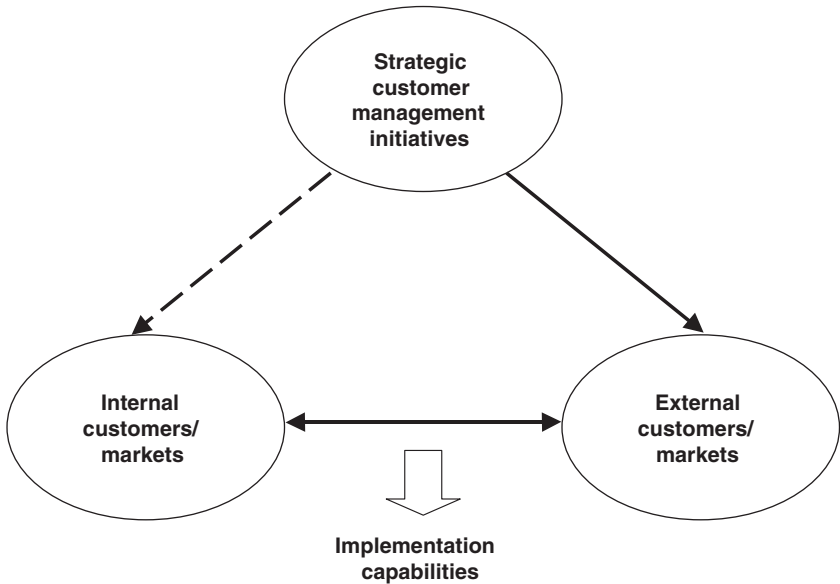 Strategic
customer
management
initiatives
Internal
customers/
markets
External
customers/
markets
Implementation
capabilities